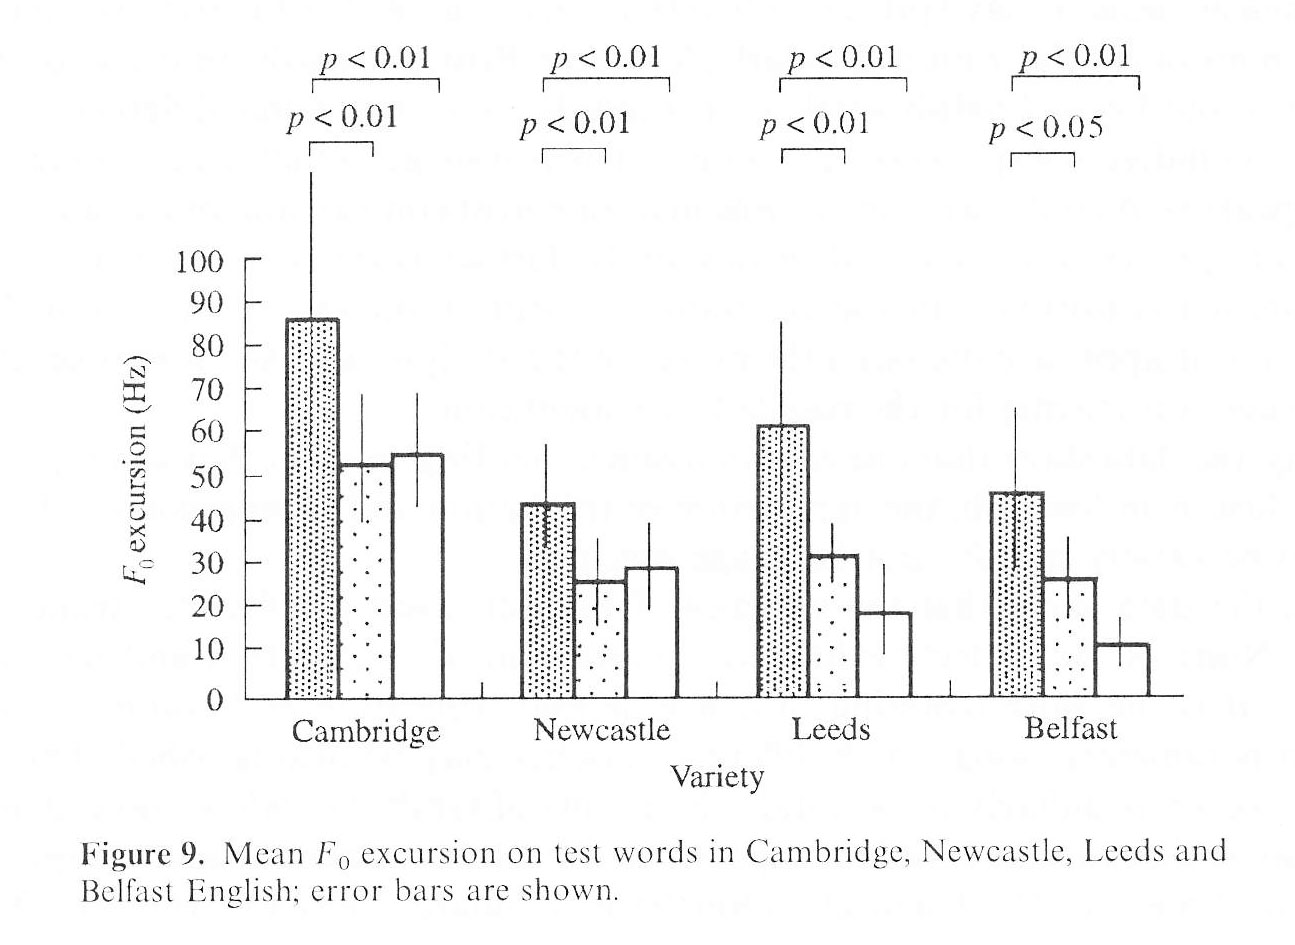 p < 0.01 p < 0.01 p < 0.01 p < 0.01
p < 0.01 p < 0.01 p < 0.01 p < 0.05
100
90
80
70
60
50
40
30
20
10
0
F0 excursion (Hz)
Cambridge Newcastle Leeds Belfast
Variety
Figure 9. Mean F0 excursion on test words in Cambridge, Newcastle, Leeds and
Belfast English; error bars are shown.